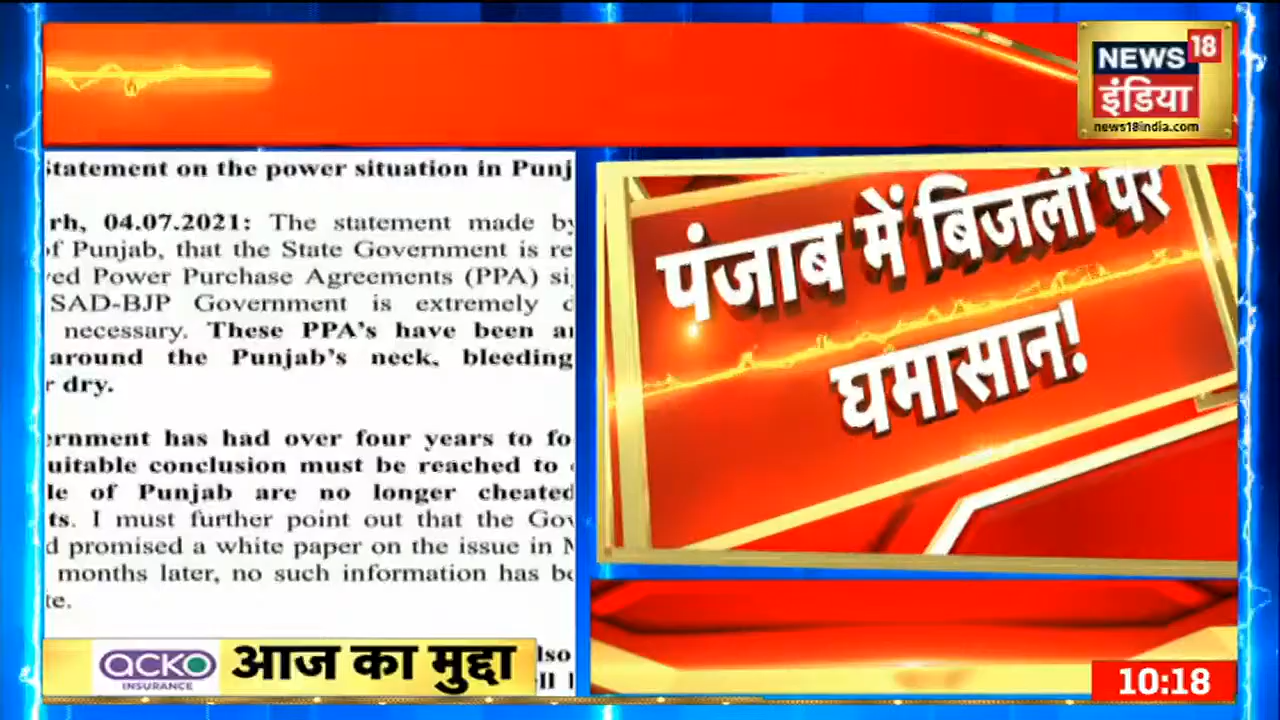 NEWS 18
इंडिया
news18india.com
Statement on the power situation in Punj
rh, 04.07.2021: The statement made by
of Punjab, that the State Government is re
ved Power Purchase Agreements (PPA) si
SAD-BJP Government is extremely d
necessary. These PPA's have been a
around the Punjab's neck, bleeding
r dry.
ernment has had over four years to fo
uitable conclusion must be reached to
le of Punjab are no longer cheated
ts. I must further point out that the Gov
d promised a white paper on the issue in N
months later, no such information has be
te.
lso
ell
पंजाब में बिजली पर
घमासान!
acko
INSURANCE
आज का मुद्दा
10:18